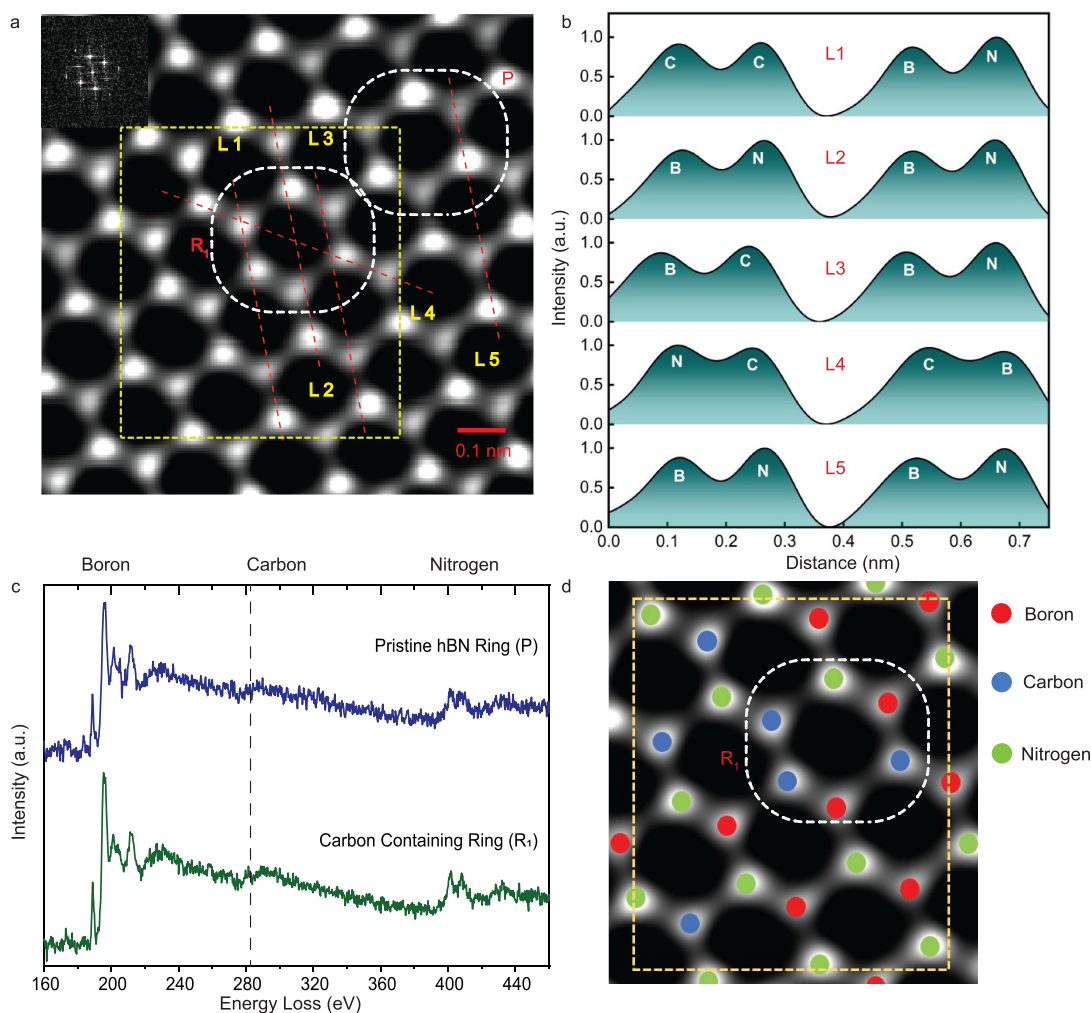 a
P
L1
L3
R1
L4
L5
L2
0.1 nm
b
Intensity (a.u.)
1.0
0.5
0.0
C C L1 B N
1.0
0.5
0.0
B N L2 B N
1.0
0.5
0.0
B C L3 B N
1.0
0.5
0.0
N C L4 C B
1.0
0.5
0.0
B N L5 B N
0.0 0.1 0.2 0.3 0.4 0.5 0.6 0.7
Distance (nm)
c
Boron Carbon Nitrogen
Intensity (a.u.)
Pristine hBN Ring (P)
Carbon Containing Ring (R₁)
160 200 240 280 320 360 400 440
Energy Loss (eV)
d
R1
Boron
Carbon
Nitrogen